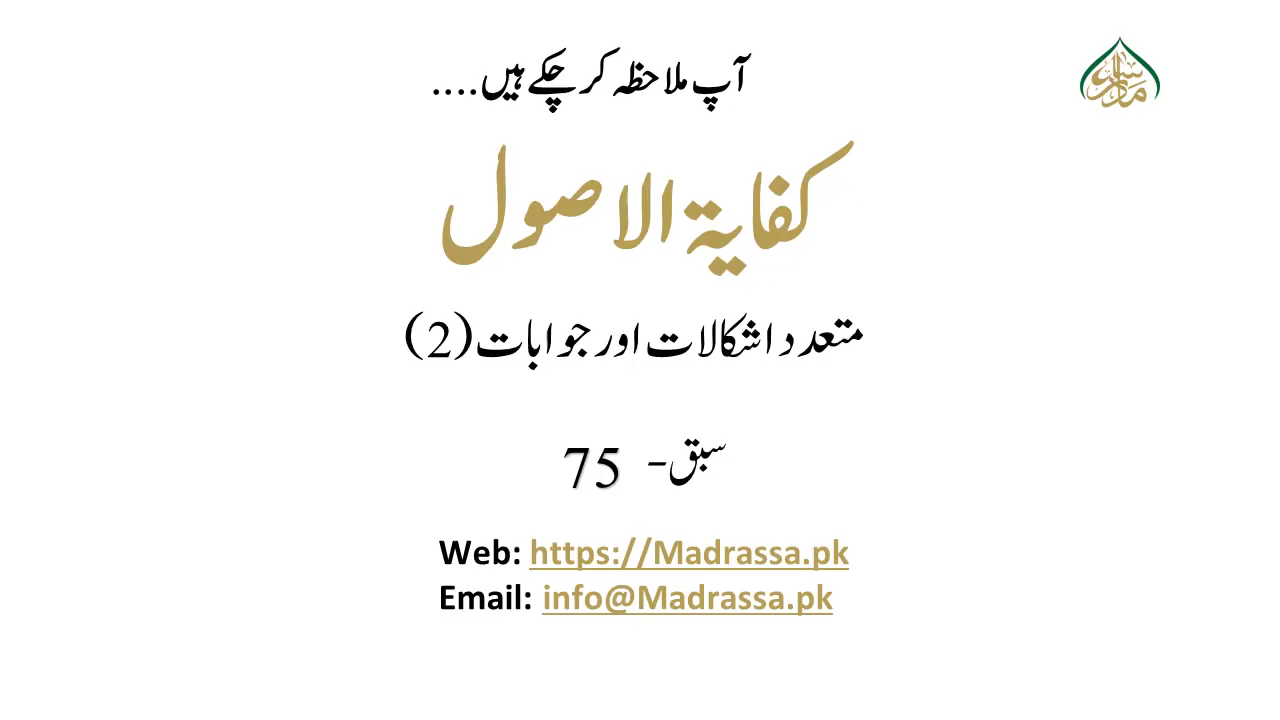 آپ ملاحظہ کر چکے ہیں....
کفایۃ الاصول
متعدد اشکالات اور جوابات (2)
سبق - 75
Web: https://Madrassa.pk
Email: info@Madrassa.pk